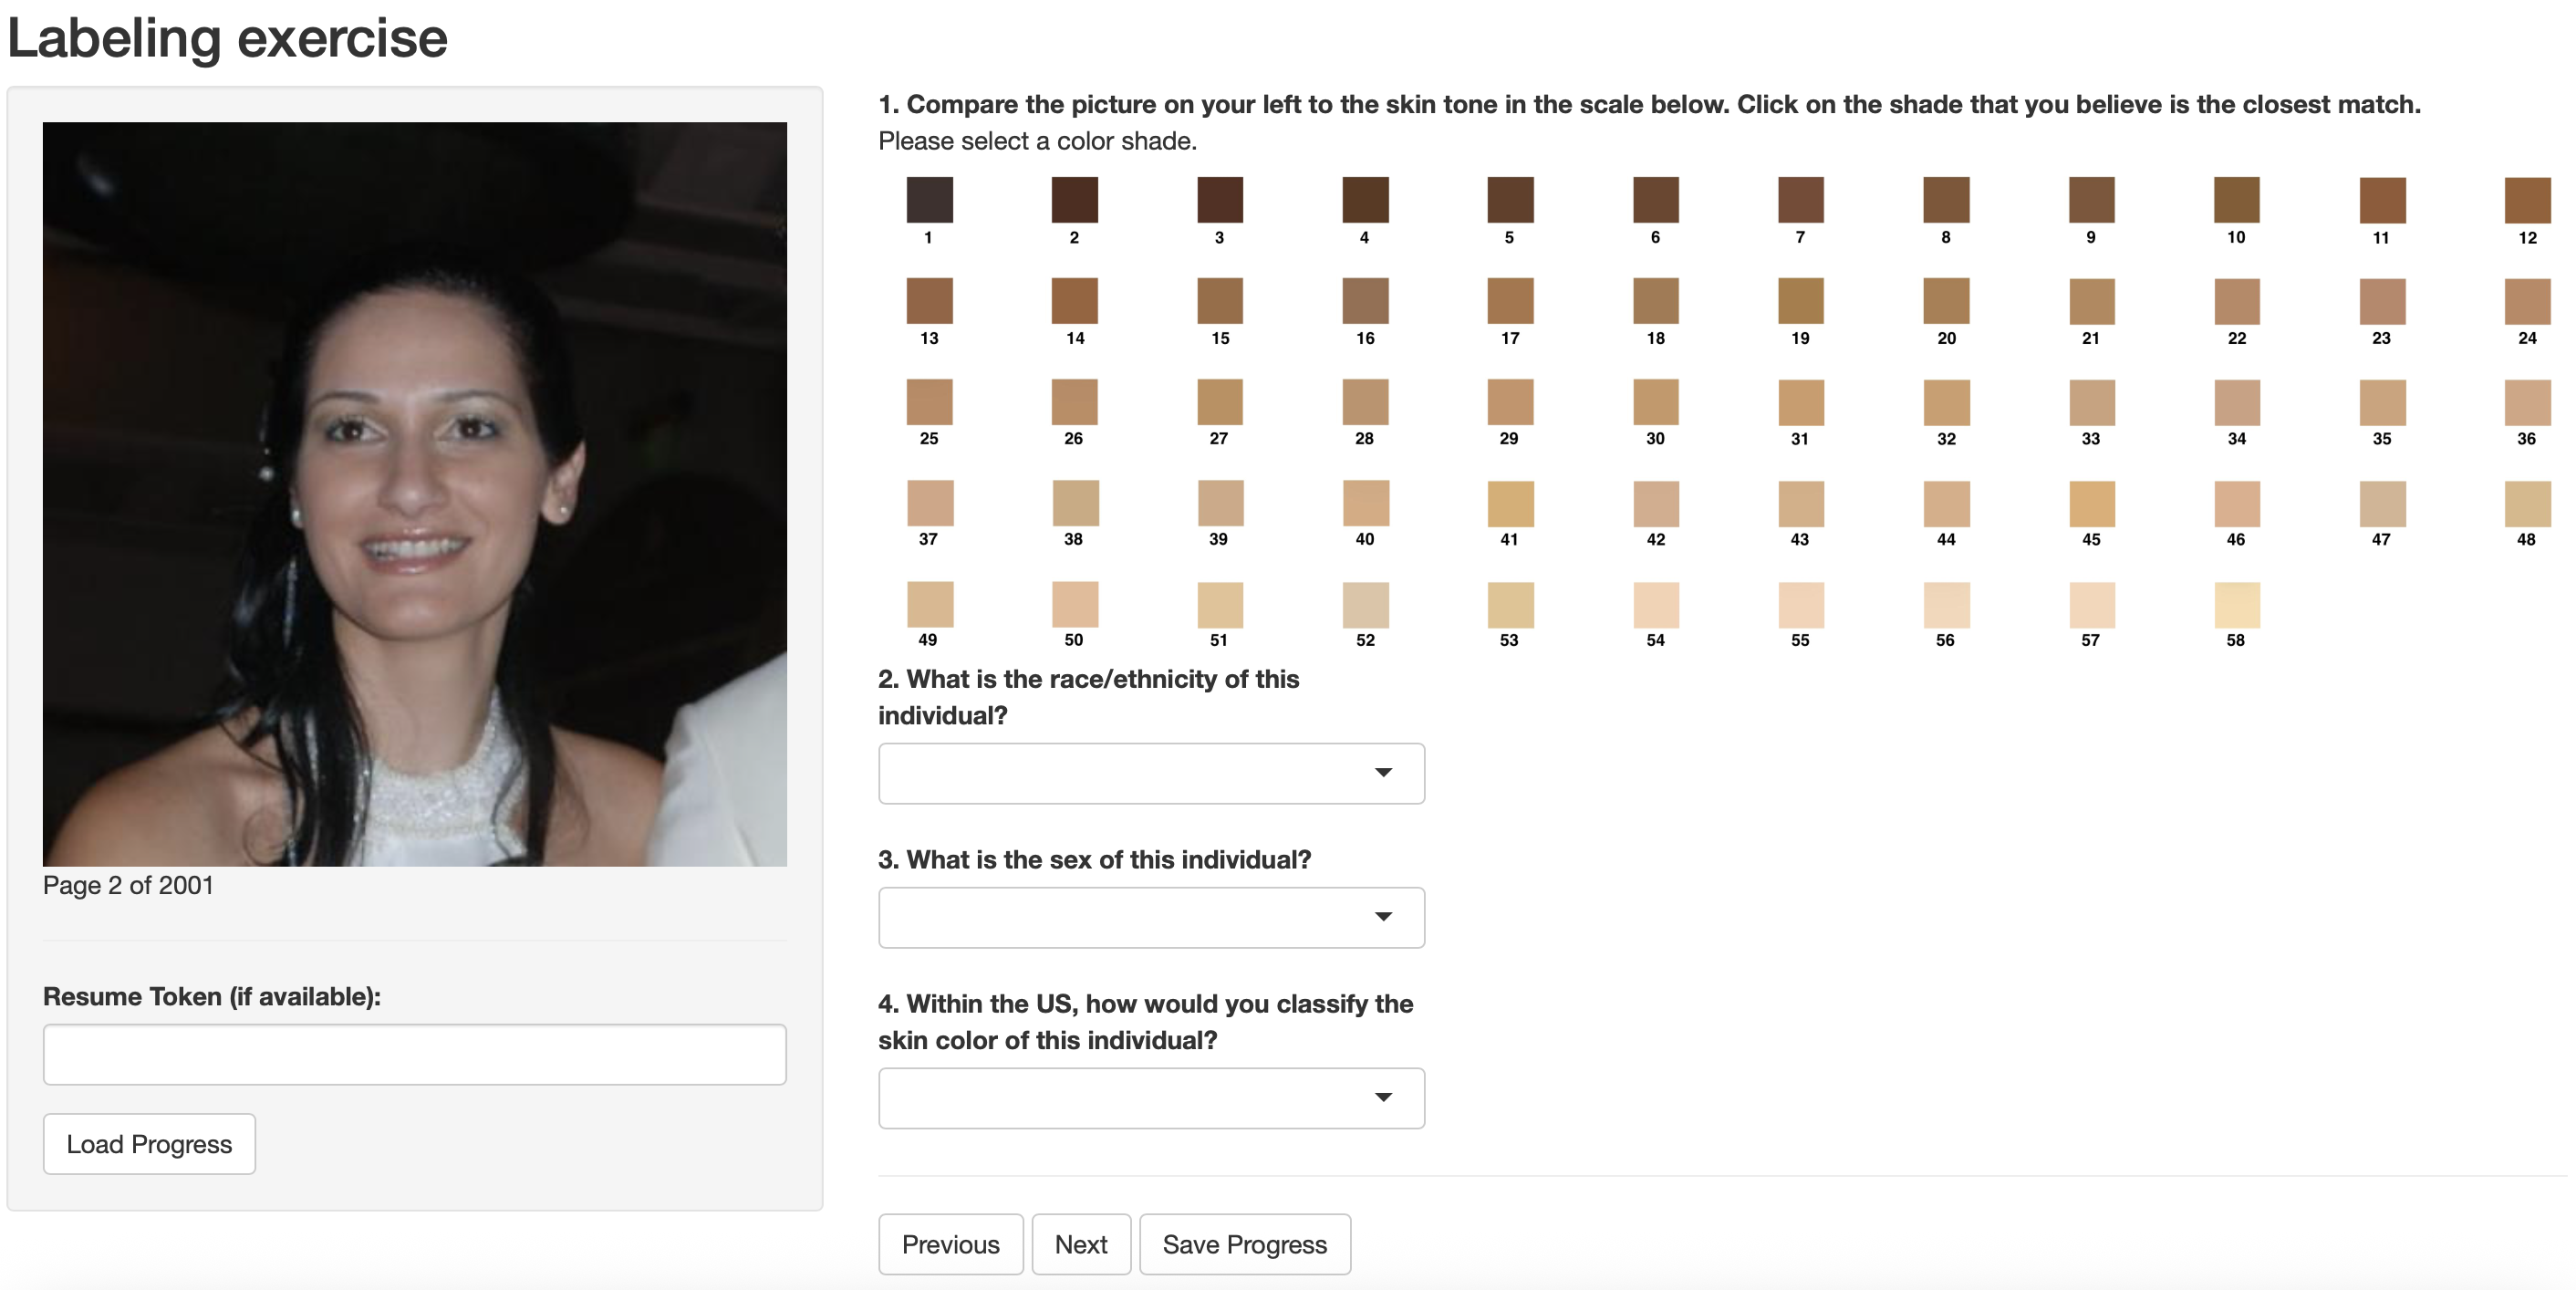 Labeling exercise
Page 2 of 2001
Resume Token (if available):
Load Progress
1. Compare the picture on your left to the skin tone in the scale below. Click on the shade that you believe is the closest match.
Please select a color shade.
1 2 3 4 5 6 7 8 9 10 11 12
13 14 15 16 17 18 19 20 21 22 23 24
25 26 27 28 29 30 31 32 33 34 35 36
37 38 39 40 41 42 43 44 45 46 47 48
49 50 51 52 53 54 55 56 57 58
2. What is the race/ethnicity of this
individual?
3. What is the sex of this individual?
4. Within the US, how would you classify the
skin color of this individual?
Previous Next Save Progress